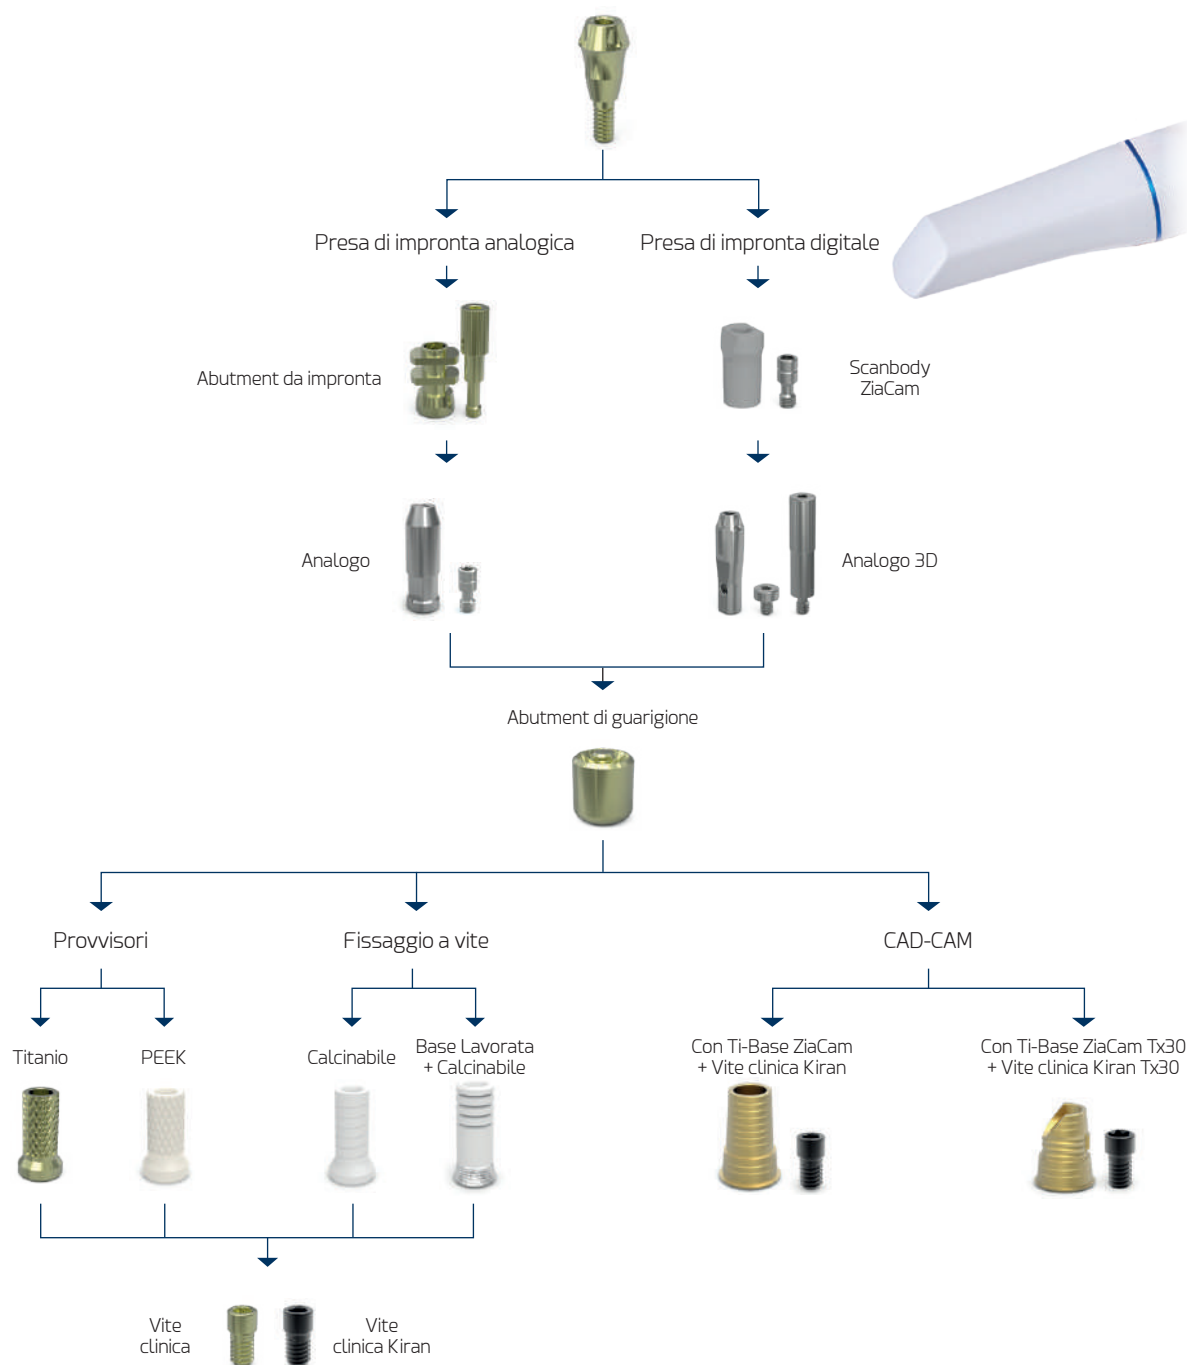 Presa di impronta analogica
Presa di impronta digitale
Abutment da impronta
Scanbody
ZiaCam
Analogo
Analogo 3D
Abutment di guarigione
Provvisori
Fissaggio a vite
CAD-CAM
Titanio
PEEK
Calcinabile
Base Lavorata
+ Calcinabile
Con Ti-Base ZiaCam
+ Vite clinica Kiran
Con Ti-Base ZiaCam Tx30
+ Vite clinica Kiran Tx30
Vite
clinica
Vite
clinica Kiran